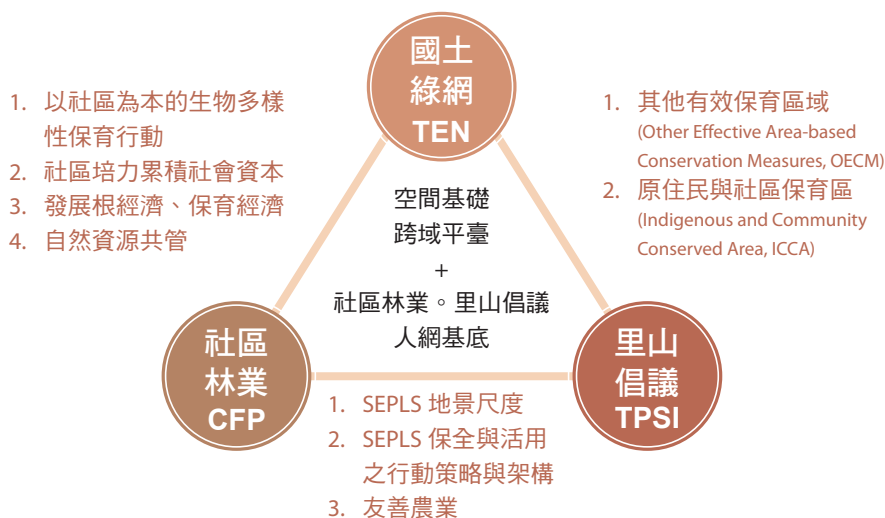 國土
綠網
TEN
1. 以社區為本的生物多樣
性保育行動
2. 社區培力累積社會資本
3. 發展根經濟、保育經濟
4. 自然資源共管
1. 其他有效保育區域
(Other Effective Area-based
Conservation Measures, OECM)
2. 原住民與社區保育區
(Indigenous and Community
Conserved Area, ICCA)
空間基礎
跨域平臺
+
社區林業。里山倡議
人網基底
社區
林業
CFP
里山
倡議
TPSI
1. SEPLS 地景尺度
2. SEPLS 保全與活用
之行動策略與架構
3. 友善農業